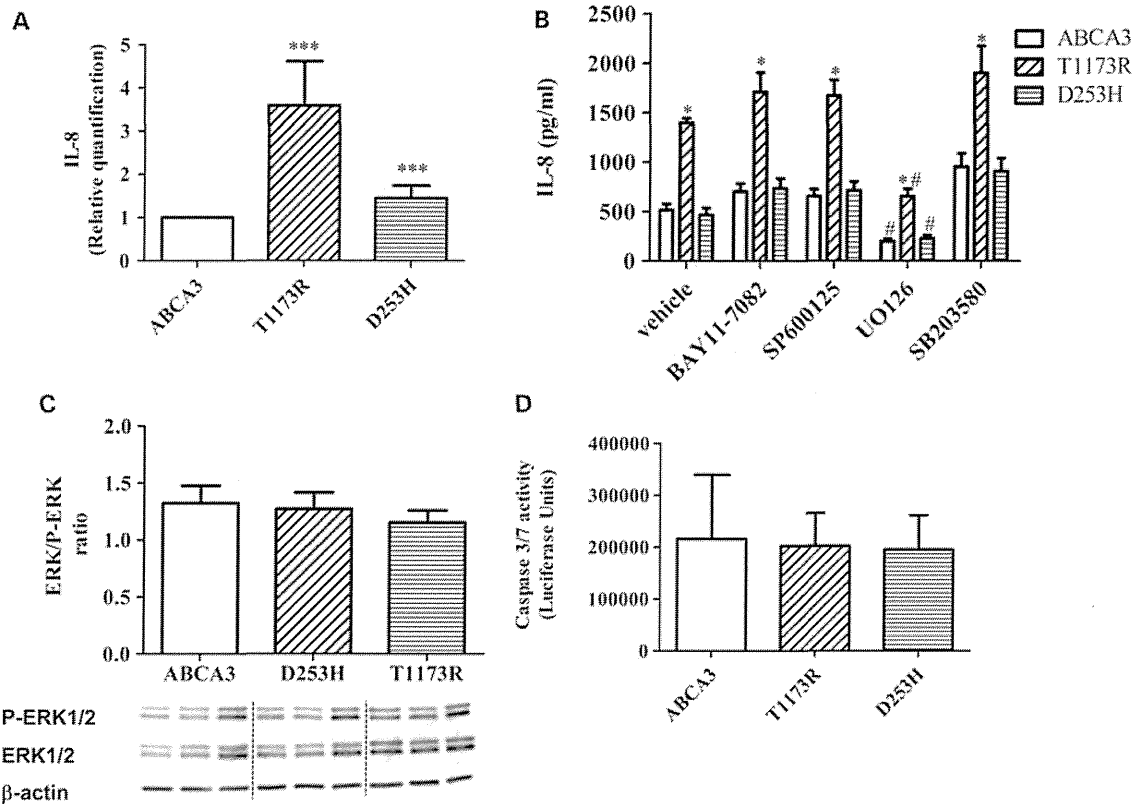 A
IL-8
(Relative quantification)
5
4
3
2
1
0
***
***
ABCA3
T1173R
D253H
B
IL-8 (pg/ml)
2500
2000
1500
1000
500
0
*
*
*
#
*#
#
*
vehicle
BAY11-7082
SP600125
UO126
SB203580
ABCA3
T1173R
D253H
C
ERK/P-ERK
ratio
2.0
1.5
1.0
0.5
0.0
ABCA3
D253H
T1173R
P-ERK1/2
ERK1/2
β-actin
D
Caspase 3/7 activity
(Luciferase Units)
400000
300000
200000
100000
0
ABCA3
T1173R
D253H